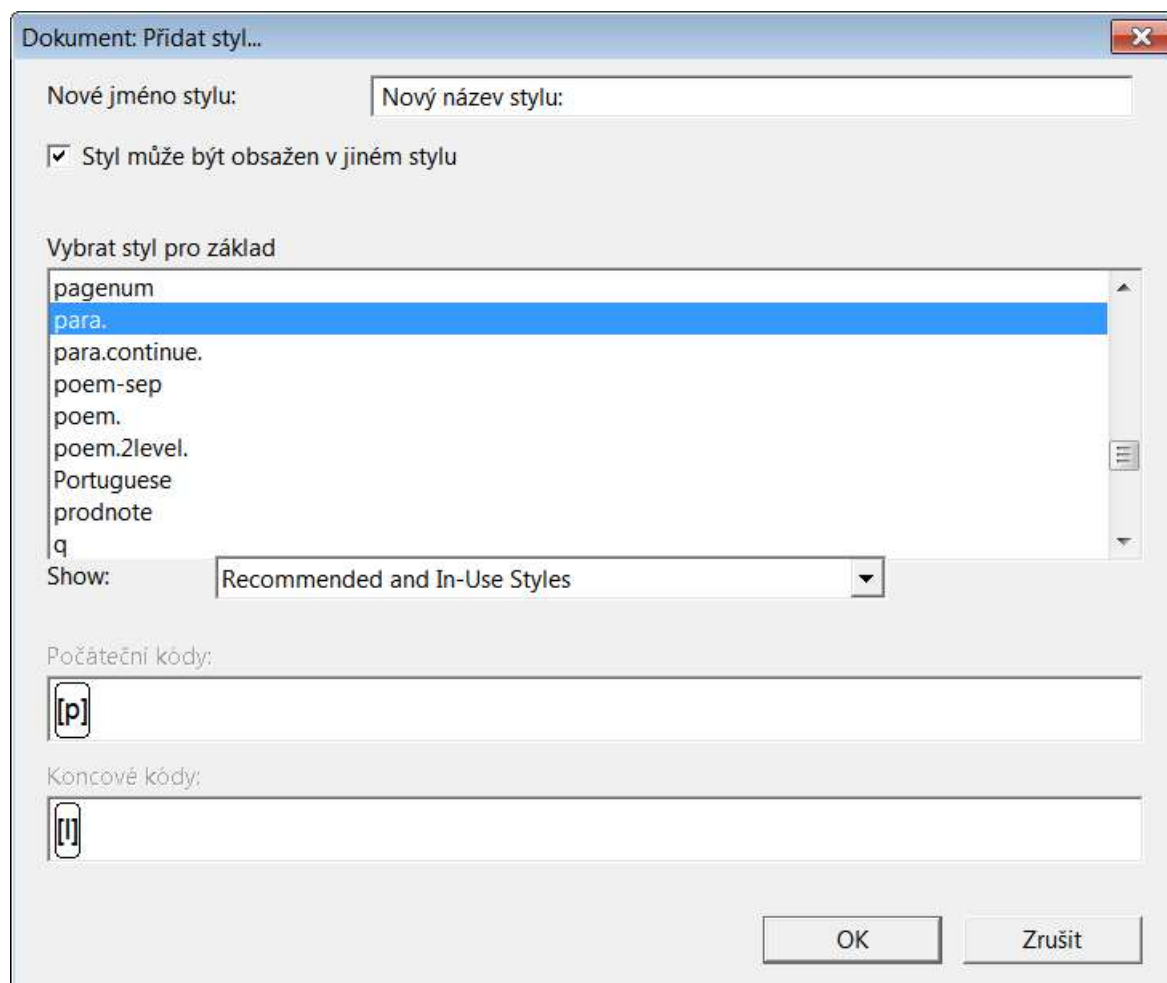 Dokument: Přidat styl...
Nové jméno stylu: Nový název stylu:
Styl může být obsažen v jiném stylu
Vybrat styl pro základ
pagenum
para.
para.continue.
poem-sep
poem.
poem.2level.
Portuguese
prodnote
q
Show: Recommended and In-Use Styles
Počáteční kódy:
[p]
Koncové kódy:
[l]
OK Zrušit